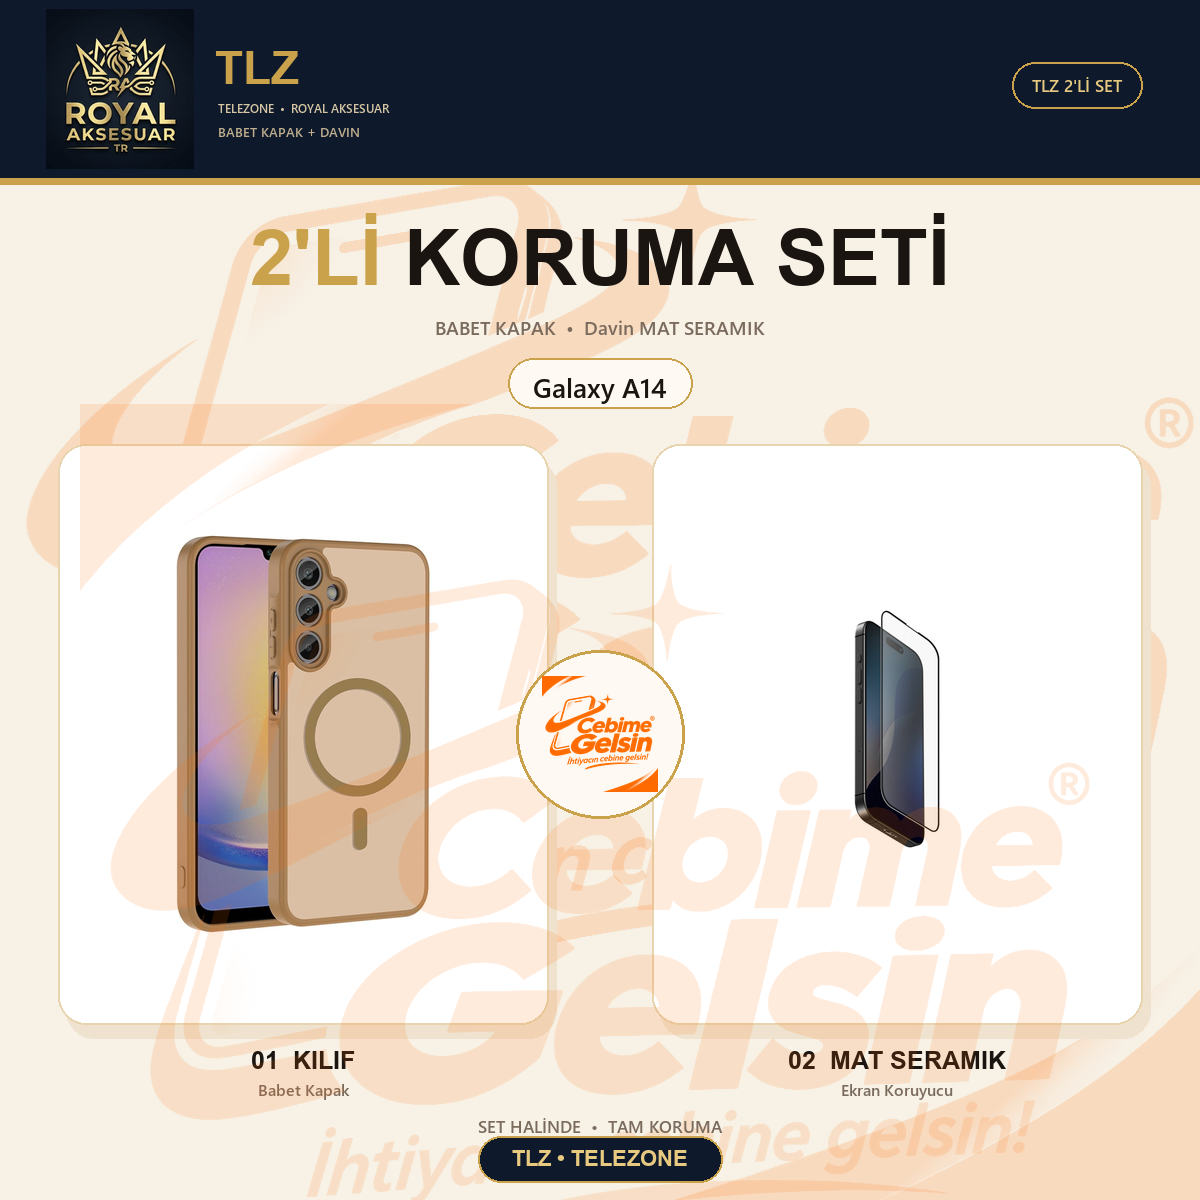 ROYAL
AKSESUAR
TR
TLZ
TELEZONE • ROYAL AKSESUAR
BABET KAPAK + DAVIN
TLZ 2'Lİ SET
2'Lİ KORUMA SETİ
BABET KAPAK • Davin MAT SERAMIK
Galaxy A14
Cebime
Gelsin
İhtiyacın cebine gelsin!
Cebime
Gelsin
01 KILIF
Babet Kapak
02 MAT SERAMIK
Ekran Koruyucu
SET HALİNDE • TAM KORUMA
TLZ • TELEZONE